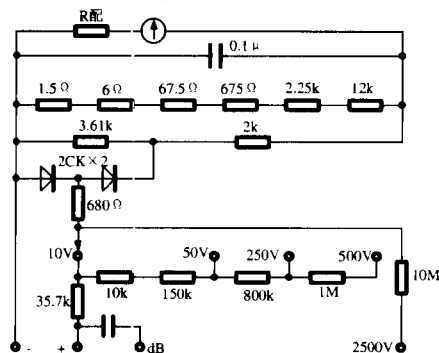 R配
0.1μ
1.5Ω 6Ω 67.5Ω 675Ω 2.25k 12k
3.61k 2k
2CK×2
680Ω
10V 50V 250V 500V
10k 150k 800k 1M 10M
35.7k
- + dB 2500V